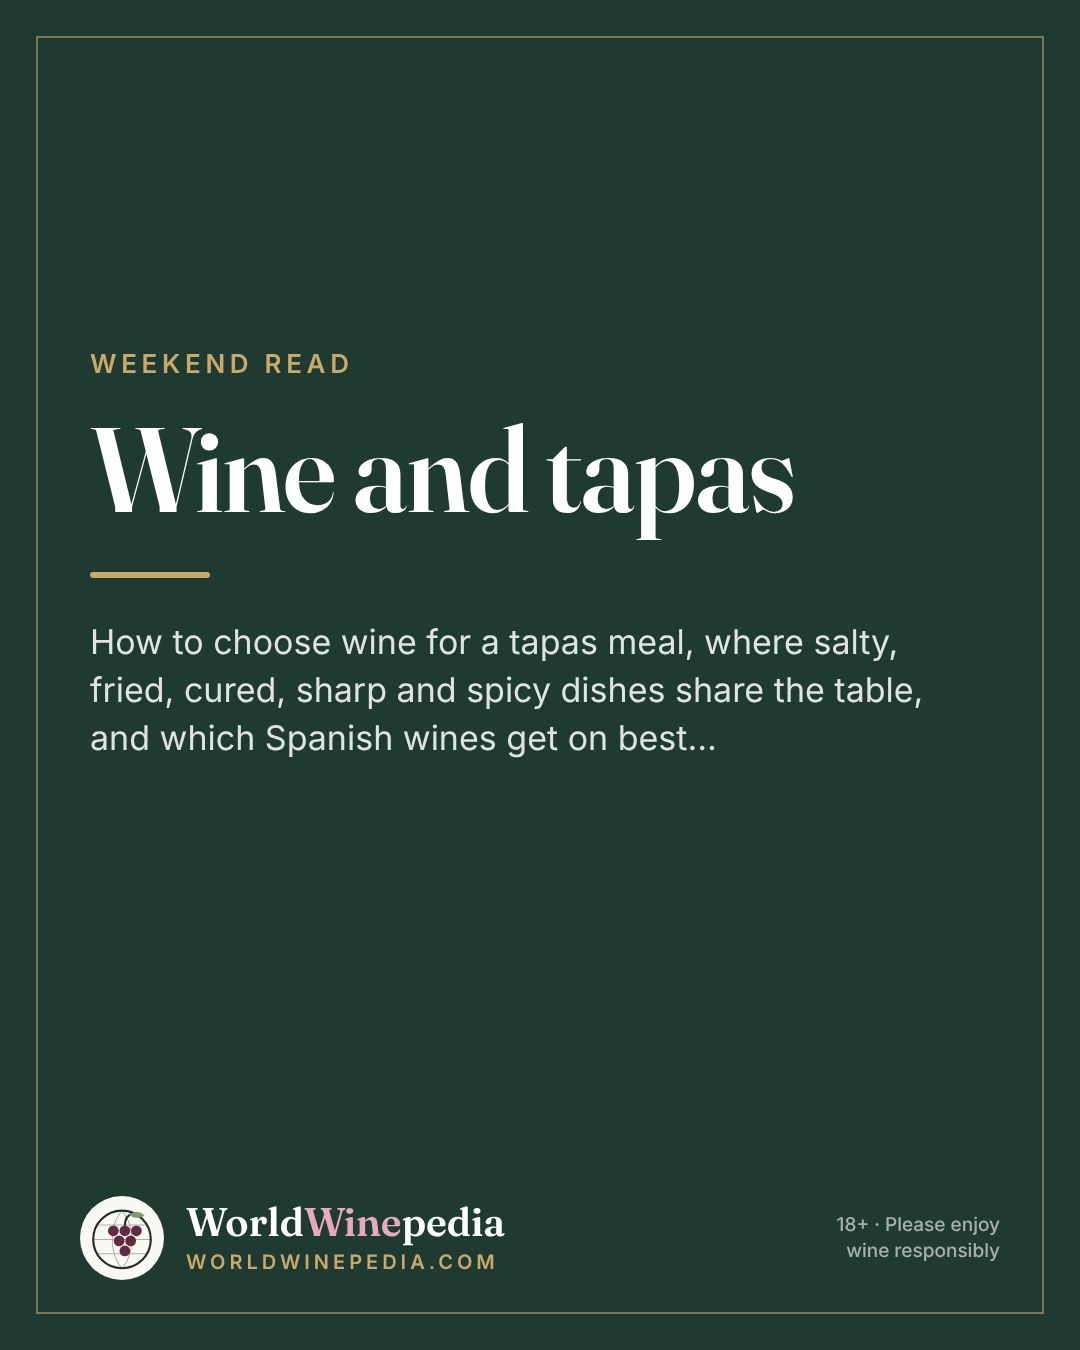 WEEKEND READ
Wine and tapas
How to choose wine for a tapas meal, where salty,
fried, cured, sharp and spicy dishes share the table,
and which Spanish wines get on best...
WorldWinepedia
WORLDWINEPEDIA.COM
18+ · Please enjoy
wine responsibly